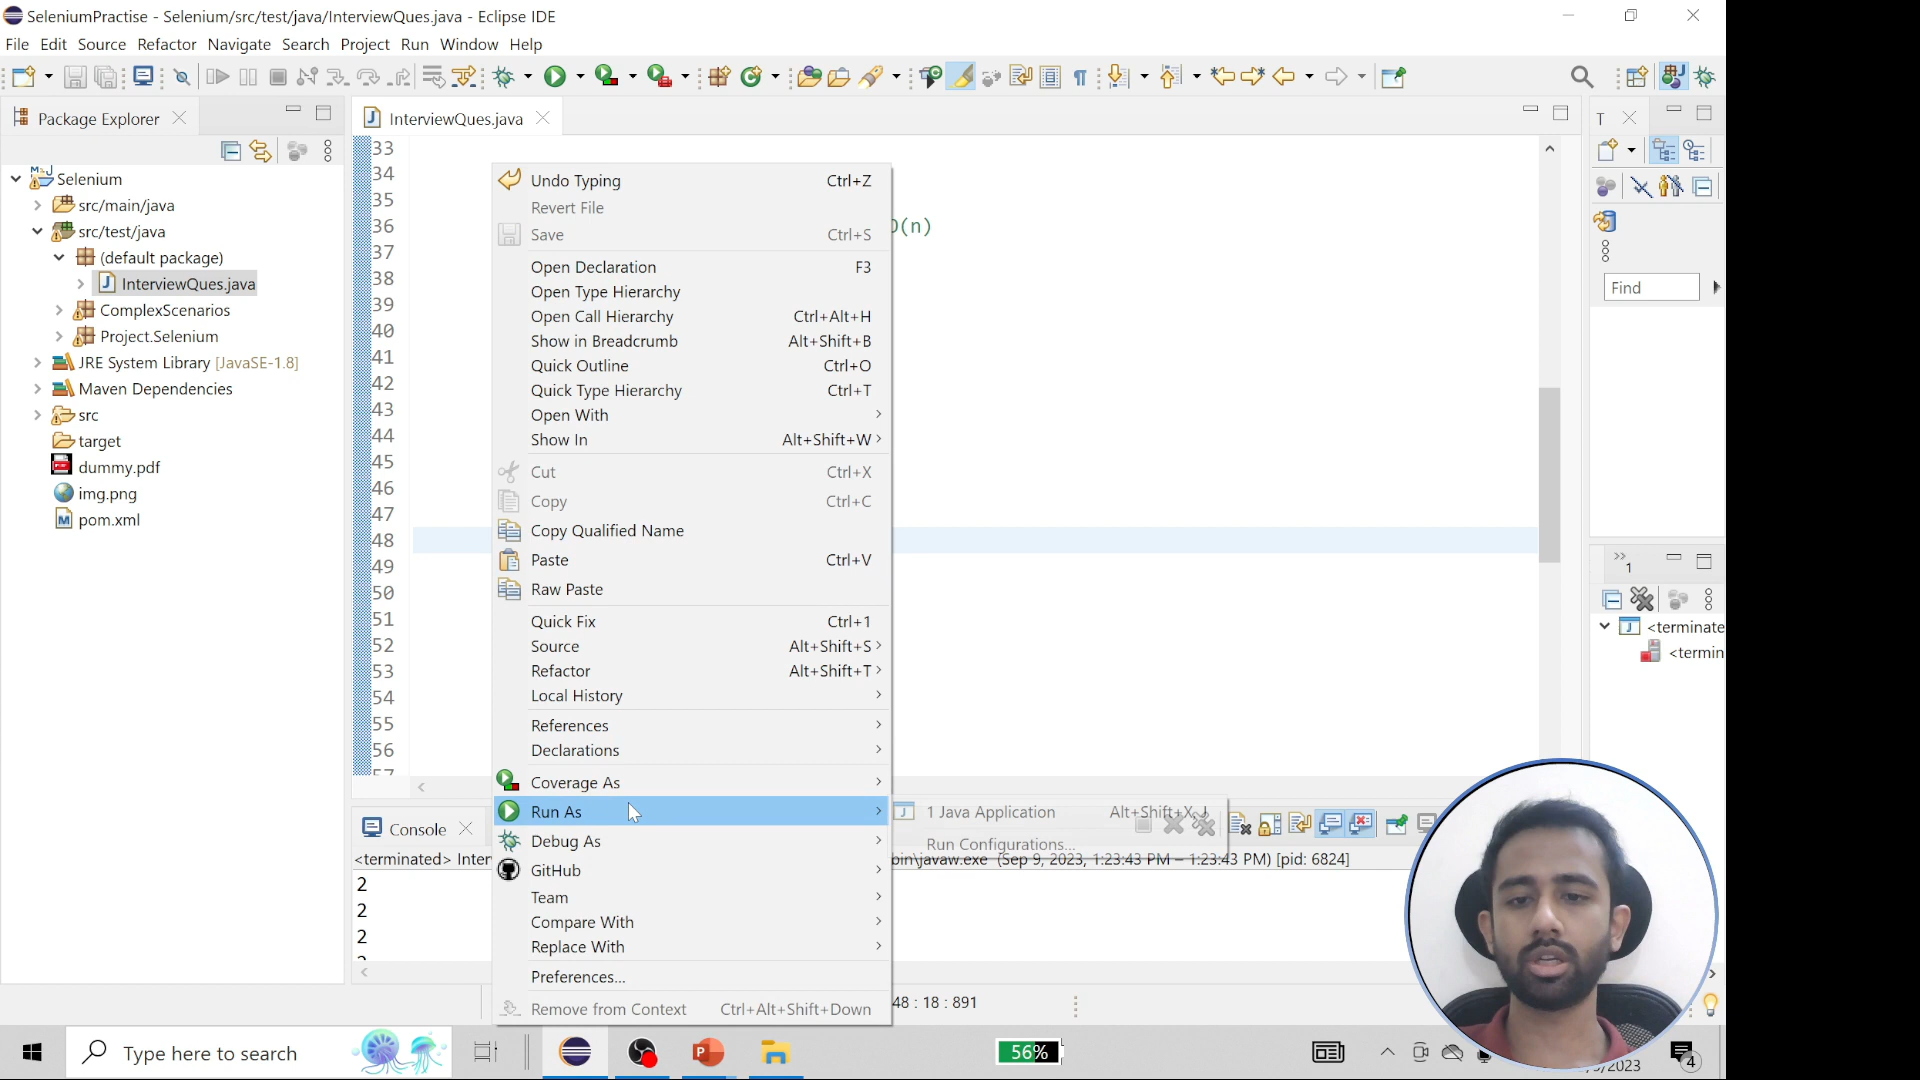 SeleniumPractise - Selenium/src/test/java/InterviewQues.java - Eclipse IDE
File Edit Source Refactor Navigate Search Project Run Window Help
Package Explorer
InterviewQues.java
T
Selenium
src/main/java
src/test/java
(default package)
InterviewQues.java
ComplexScenarios
Project.Selenium
JRE System Library [JavaSE-1.8]
Maven Dependencies
src
target
dummy.pdf
img.png
pom.xml
33
34
35
36
(n)
37
38
39
40
41
42
43
44
45
46
47
48
49
50
51
52
53
54
55
56
57
Undo Typing Ctrl+Z
Revert File
Save Ctrl+S
Open Declaration F3
Open Type Hierarchy
Open Call Hierarchy Ctrl+Alt+H
Show in Breadcrumb Alt+Shift+B
Quick Outline Ctrl+O
Quick Type Hierarchy Ctrl+T
Open With
Show In Alt+Shift+W
Cut Ctrl+X
Copy Ctrl+C
Copy Qualified Name
Paste Ctrl+V
Raw Paste
Quick Fix Ctrl+1
Source Alt+Shift+S
Refactor Alt+Shift+T
Local History
References
Declarations
Coverage As
Run As
Debug As
GitHub
Team
Compare With
Replace With
Preferences...
Remove from Context Ctrl+Alt+Shift+Down
1 Java Application Alt+Shift+X, J
Run Configurations...
Find
1
<terminate
<termin
Console
<terminated> Inter
bin\javaw.exe (Sep 9, 2023, 1:23:43 PM – 1:23:43 PM) [pid: 6824]
2
2
2
48 : 18 : 891
Type here to search
56%
/2023
4